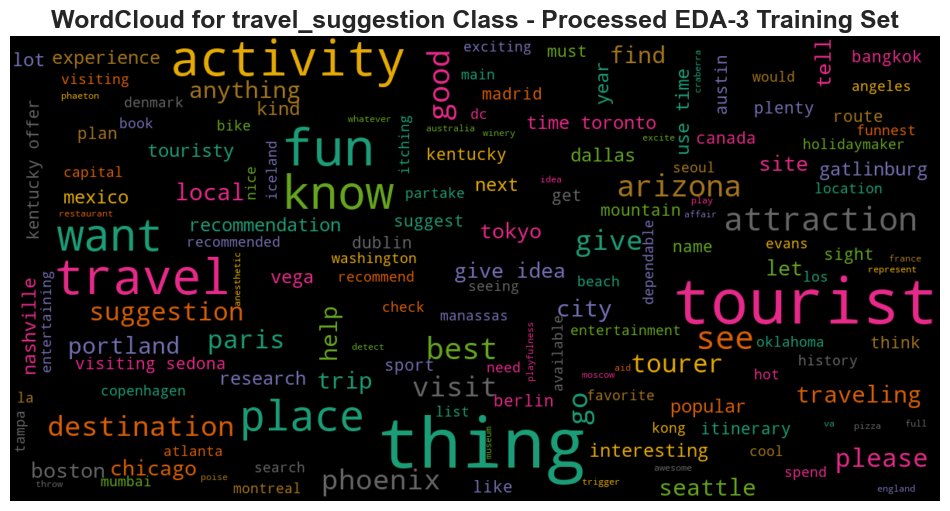 WordCloud for travel_suggestion Class - Processed EDA-3 Training Set
lot
experience
activity
good
exciting
must
find
year
tell
bangkok
visiting
phaeton
anything
kind
main
madrid
use time
craberra
austin
would
angeles
denmark
book
bike
whatever
dc
time toronto
plenty
route
funnest
plan
fun
itching
australia
winery
excite
canada
holidaymaker
kentucky offer
touristy
iceland
nice
kentucky
dallas
seoul
site
gatlinburg
capital
mexico
local
know
partake
next
get
arizona
location
restaurant
want
recommendation
recommended
suggest
tokyo
idea
mountain
play
affair
attraction
dublin
washington
give
name
evans
sight
france
represent
nashville
entertaining
travel
anesthetic
vega
recommend
give idea
seeing
beach
dependable
let
los
tourist
suggestion
check
manassas
city
entertainment
see
oklahoma
think
portland
paris
help
detect
best
playfulness
available
tourer
history
visiting sedona
research
trip
sport
need
moscow
aid
hot
copenhagen
visit
berlin
favorite
popular
traveling
la
tampa
destination
place
list
thing
museum
go
kong
itinerary
va
pizza
full
atlanta
interesting
cool
boston
chicago
search
phoenix
like
awesome
spend
please
throw
mumbai
poise
montreal
trigger
seattle
england